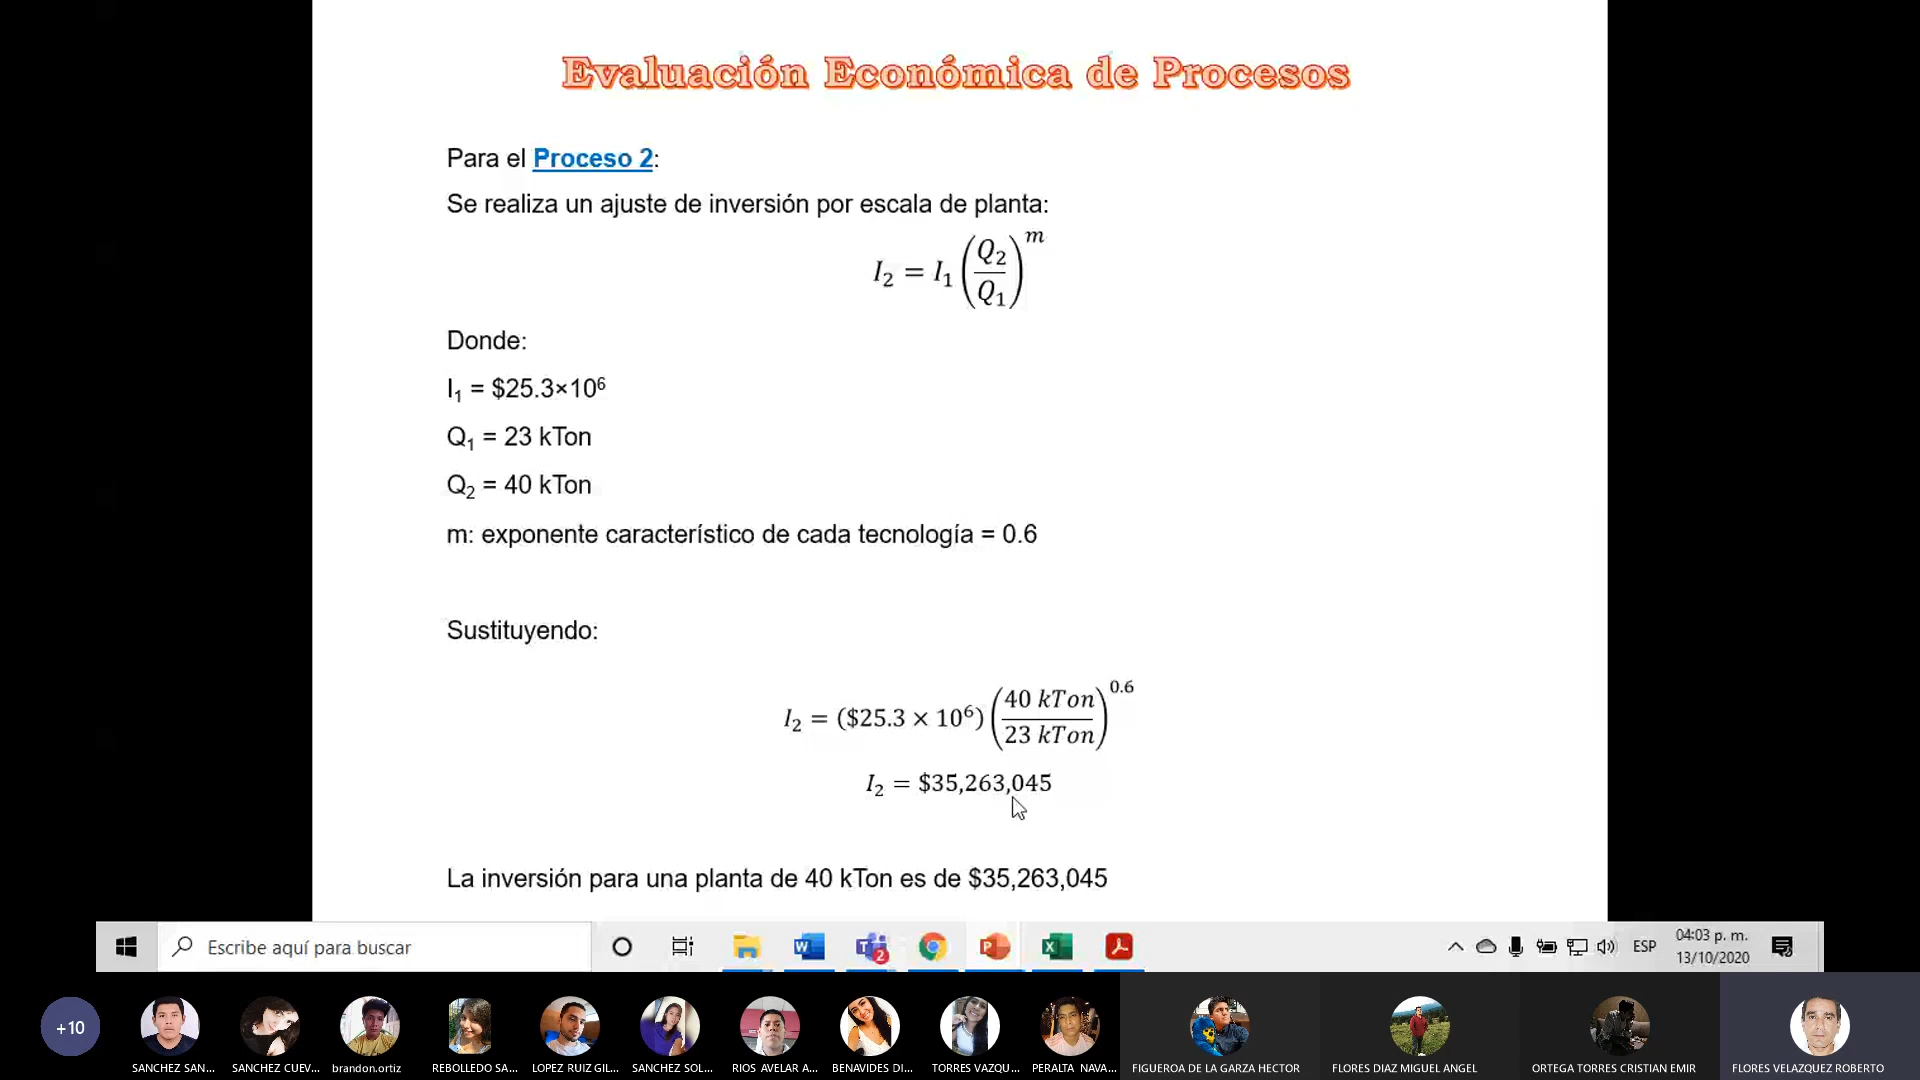 Evaluación Económica de Procesos
Para el Proceso 2:
Se realiza un ajuste de inversión por escala de planta:
I₂ = I₁ (Q₂/Q₁)ᵐ
Donde:
I₁ = $25.3×10⁶
Q₁ = 23 kTon
Q₂ = 40 kTon
m: exponente característico de cada tecnología = 0.6
Sustituyendo:
I₂ = ($25.3 × 10⁶) (40 kTon/23 kTon)^0.6
I₂ = $35,263,045
La inversión para una planta de 40 kTon es de $35,263,045
Escribe aquí para buscar
2
ESP
04:03 p. m.
13/10/2020
+10
SANCHEZ SAN...
SANCHEZ CUEV...
brandon.ortiz
REBOLLEDO SA...
LOPEZ RUIZ GIL...
SANCHEZ SOL...
RIOS AVELAR A...
BENAVIDES DI...
TORRES VAZQU...
PERALTA NAVA...
FIGUEROA DE LA GARZA HECTOR
FLORES DIAZ MIGUEL ANGEL
ORTEGA TORRES CRISTIAN EMIR
FLORES VELAZQUEZ ROBERTO